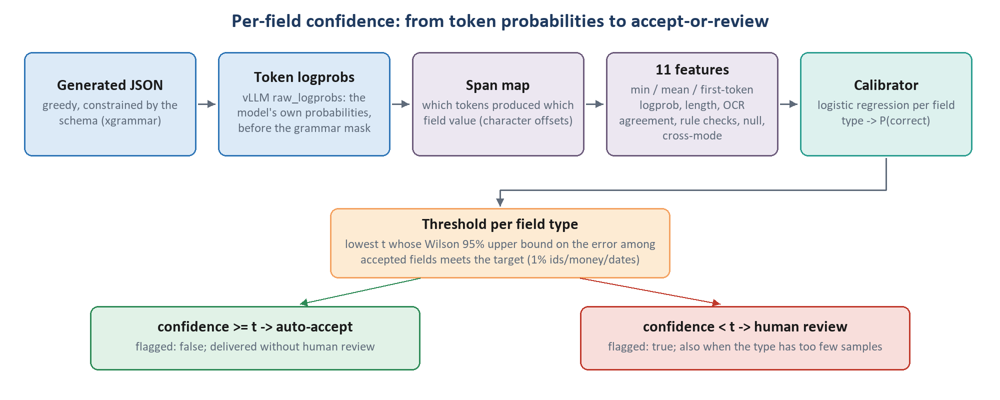 Per-field confidence: from token probabilities to accept-or-review
Generated JSON
greedy, constrained by the
schema (xgrammar)
Token logprobs
vLLM raw_logprobs: the
model's own probabilities,
before the grammar mask
Span map
which tokens produced which
field value (character offsets)
11 features
min / mean / first-token
logprob, length, OCR
agreement, rule checks, null,
cross-mode
Calibrator
logistic regression per field
type -> P(correct)
Threshold per field type
lowest t whose Wilson 95% upper bound on the error among
accepted fields meets the target (1% ids/money/dates)
confidence >= t -> auto-accept
flagged: false; delivered without human review
confidence < t -> human review
flagged: true; also when the type has too few samples